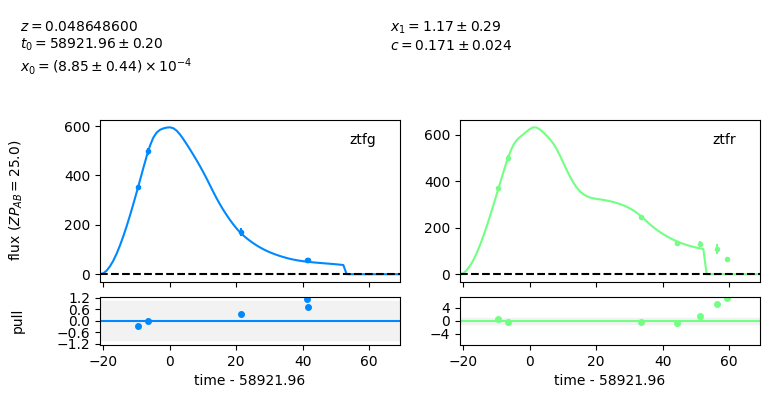 z = 0.048648600
t₀ = 58921.96 ± 0.20
x₀ = (8.85 ± 0.44) × 10⁻⁴
x₁ = 1.17 ± 0.29
c = 0.171 ± 0.024
flux (ZP_AB = 25.0)
600
400
200
0
ztfg
600
400
200
0
ztfr
pull
1.2
0.6
0.0
−0.6
−1.2
−20 0 20 40 60
time - 58921.96
4
0
−4
−20 0 20 40 60
time - 58921.96